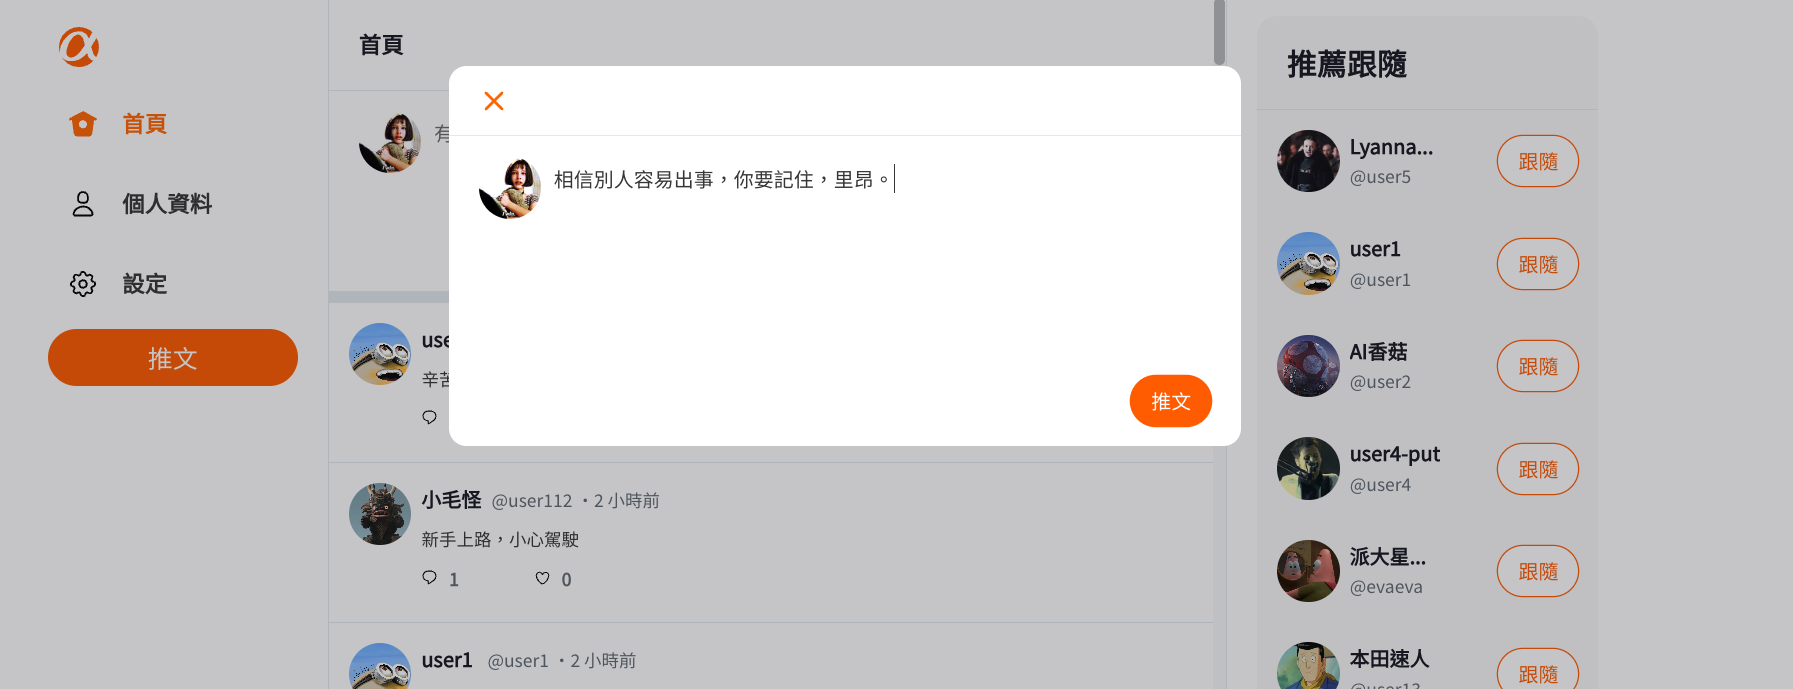 首頁
個人資料
設定
推文
首頁
有
相信別人容易出事，你要記住，里昂。
推文
use
辛苦
小毛怪 @user112 ・2 小時前
新手上路，小心駕駛
1 0
user1 @user1 ・2 小時前
推薦跟隨
Lyanna...
@user5
跟隨
user1
@user1
跟隨
AI香菇
@user2
跟隨
user4-put
@user4
跟隨
派大星...
@evaeva
跟隨
本田速人
@user13
跟隨